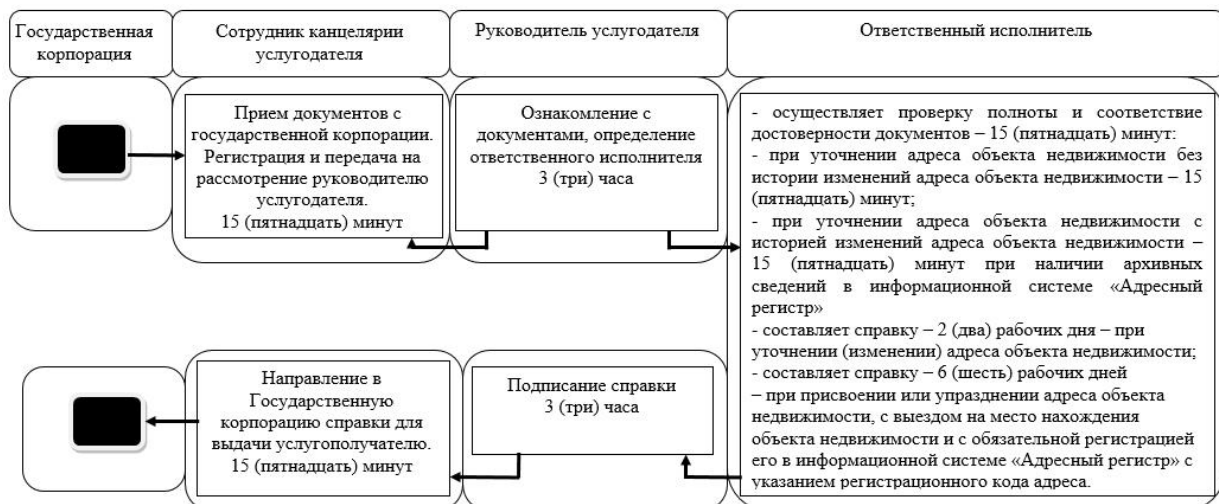 Государственная
корпорация
Сотрудник канцелярии
услугодателя
Руководитель услугодателя
Ответственный исполнитель
Прием документов с
государственной корпорации.
Регистрация и передача на
рассмотрение руководителю
услугодателя.
15 (пятнадцать) минут
Ознакомление с
документами, определение
ответственного исполнителя
3 (три) часа
- осуществляет проверку полноты и соответствие
достоверности документов – 15 (пятнадцать) минут:
- при уточнении адреса объекта недвижимости без
истории изменений адреса объекта недвижимости – 15
(пятнадцать) минут;
- при уточнении адреса объекта недвижимости с
историей изменений адреса объекта недвижимости –
15 (пятнадцать) минут при наличии архивных
сведений в информационной системе «Адресный
регистр»
- составляет справку – 2 (два) рабочих дня – при
уточнении (изменении) адреса объекта недвижимости;
- составляет справку – 6 (шесть) рабочих дней
– при присвоении или упразднении адреса объекта
недвижимости, с выездом на место нахождения
объекта недвижимости и с обязательной регистрацией
его в информационной системе «Адресный регистр» с
указанием регистрационного кода адреса.
Направление в
Государственную
корпорацию справки для
выдачи услугополучателю.
15 (пятнадцать) минут
Подписание справки
3 (три) часа